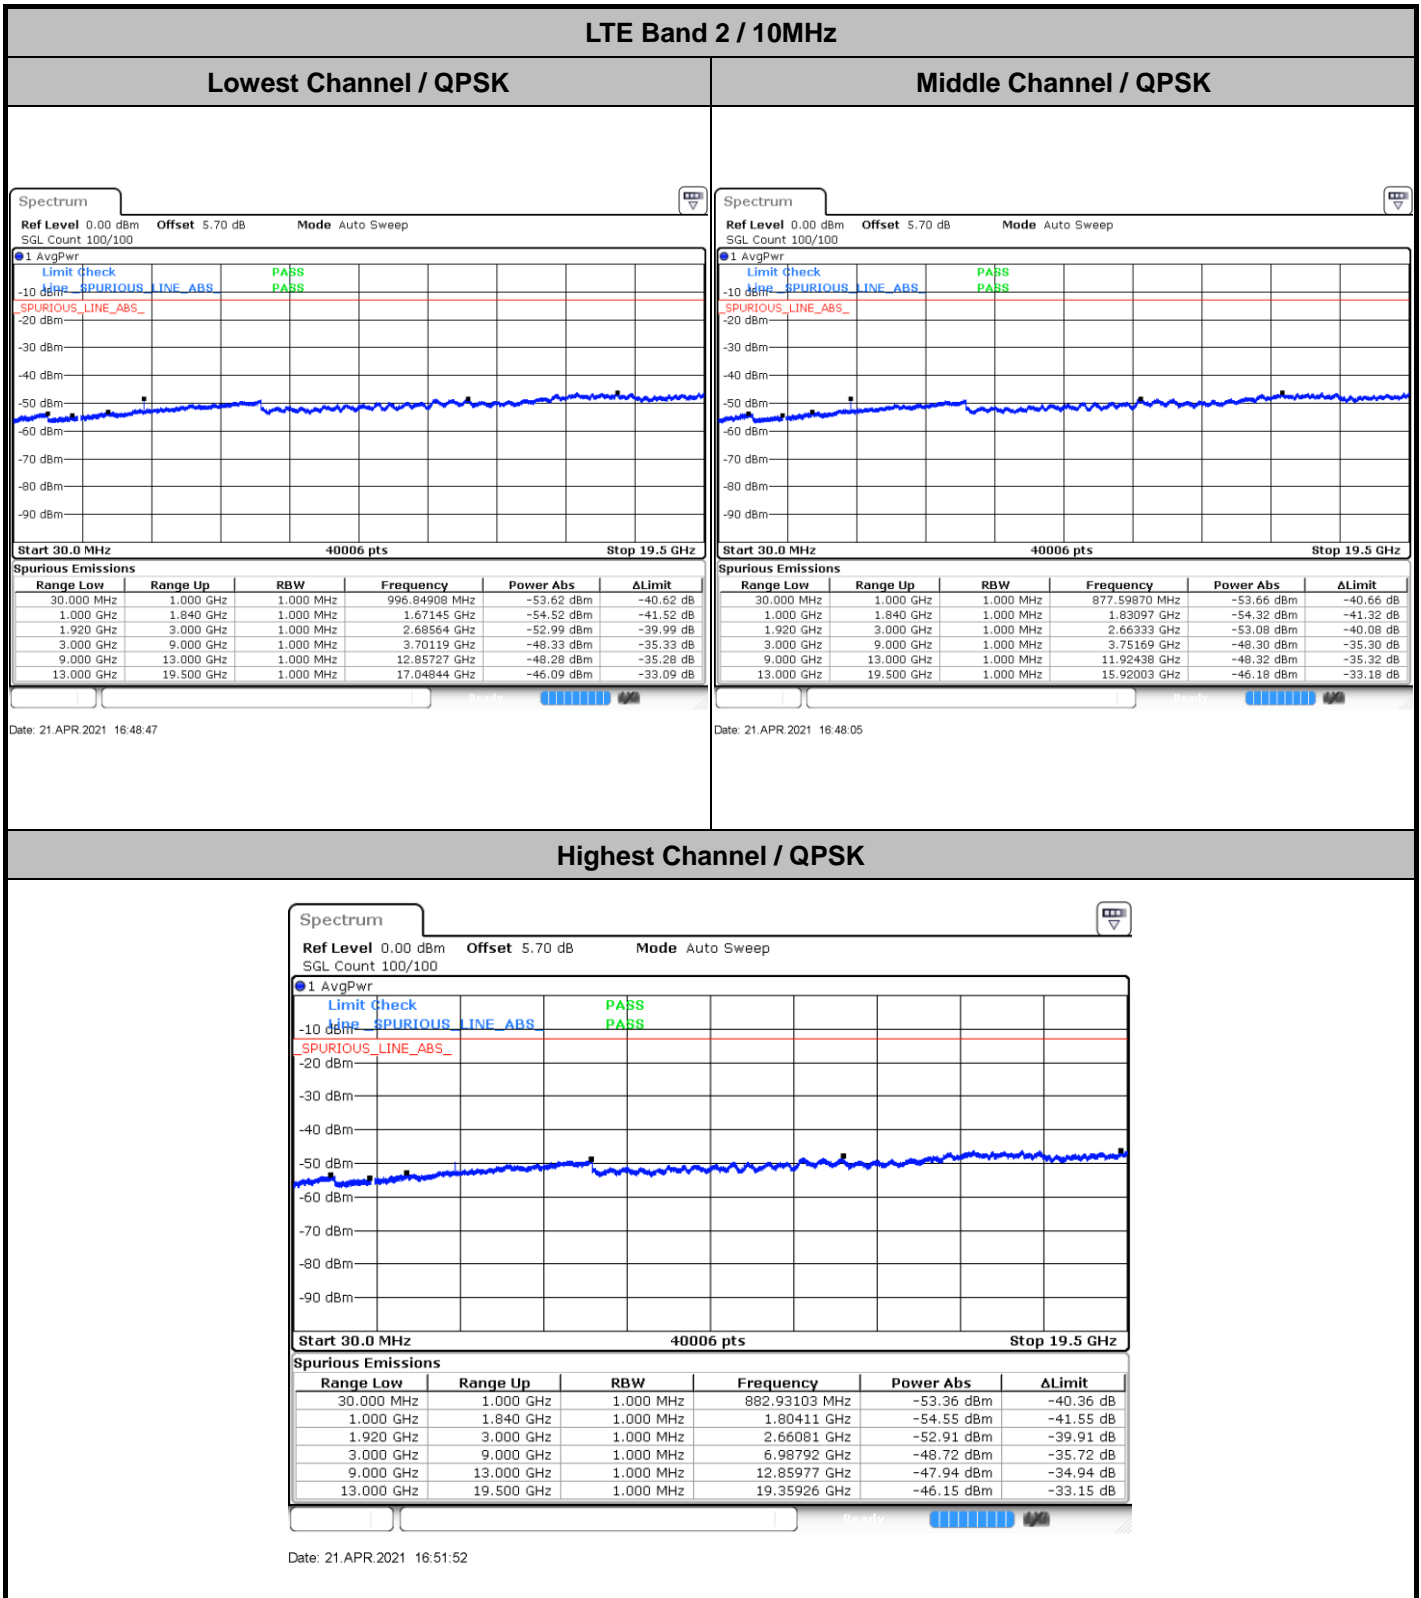 LTE Band 2 / 10MHz
Lowest Channel / QPSK
Middle Channel / QPSK
Spectrum
Ref Level 0.00 dBm Offset 5.70 dB Mode Auto Sweep
SGL Count 100/100
1 AvgPwr
Limit Check PASS
Line _SPURIOUS_LINE_ABS_ PASS
-10 dBm
_SPURIOUS_LINE_ABS_
-20 dBm
-30 dBm
-40 dBm
-50 dBm
-60 dBm
-70 dBm
-80 dBm
-90 dBm
Start 30.0 MHz 40006 pts Stop 19.5 GHz
Spurious Emissions
Range Low Range Up RBW Frequency Power Abs ΔLimit
30.000 MHz 1.000 GHz 1.000 MHz 996.84908 MHz -53.62 dBm -40.62 dB
1.000 GHz 1.840 GHz 1.000 MHz 1.67145 GHz -54.52 dBm -41.52 dB
1.920 GHz 3.000 GHz 1.000 MHz 2.68564 GHz -52.99 dBm -39.99 dB
3.000 GHz 9.000 GHz 1.000 MHz 3.70119 GHz -48.33 dBm -35.33 dB
9.000 GHz 13.000 GHz 1.000 MHz 12.85727 GHz -48.28 dBm -35.28 dB
13.000 GHz 19.500 GHz 1.000 MHz 17.04844 GHz -46.09 dBm -33.09 dB
Ready
Date: 21.APR.2021 16:48:47
Spectrum
Ref Level 0.00 dBm Offset 5.70 dB Mode Auto Sweep
SGL Count 100/100
1 AvgPwr
Limit Check PASS
Line _SPURIOUS_LINE_ABS_ PASS
-10 dBm
_SPURIOUS_LINE_ABS_
-20 dBm
-30 dBm
-40 dBm
-50 dBm
-60 dBm
-70 dBm
-80 dBm
-90 dBm
Start 30.0 MHz 40006 pts Stop 19.5 GHz
Spurious Emissions
Range Low Range Up RBW Frequency Power Abs ΔLimit
30.000 MHz 1.000 GHz 1.000 MHz 877.59870 MHz -53.66 dBm -40.66 dB
1.000 GHz 1.840 GHz 1.000 MHz 1.83097 GHz -54.32 dBm -41.32 dB
1.920 GHz 3.000 GHz 1.000 MHz 2.66333 GHz -53.08 dBm -40.08 dB
3.000 GHz 9.000 GHz 1.000 MHz 3.75169 GHz -48.30 dBm -35.30 dB
9.000 GHz 13.000 GHz 1.000 MHz 11.92438 GHz -48.32 dBm -35.32 dB
13.000 GHz 19.500 GHz 1.000 MHz 15.92003 GHz -46.18 dBm -33.18 dB
Ready
Date: 21.APR.2021 16:48:05
Highest Channel / QPSK
Spectrum
Ref Level 0.00 dBm Offset 5.70 dB Mode Auto Sweep
SGL Count 100/100
1 AvgPwr
Limit Check PASS
Line _SPURIOUS_LINE_ABS_ PASS
-10 dBm
_SPURIOUS_LINE_ABS_
-20 dBm
-30 dBm
-40 dBm
-50 dBm
-60 dBm
-70 dBm
-80 dBm
-90 dBm
Start 30.0 MHz 40006 pts Stop 19.5 GHz
Spurious Emissions
Range Low Range Up RBW Frequency Power Abs ΔLimit
30.000 MHz 1.000 GHz 1.000 MHz 882.93103 MHz -53.36 dBm -40.36 dB
1.000 GHz 1.840 GHz 1.000 MHz 1.80411 GHz -54.55 dBm -41.55 dB
1.920 GHz 3.000 GHz 1.000 MHz 2.66081 GHz -52.91 dBm -39.91 dB
3.000 GHz 9.000 GHz 1.000 MHz 6.98792 GHz -48.72 dBm -35.72 dB
9.000 GHz 13.000 GHz 1.000 MHz 12.85977 GHz -47.94 dBm -34.94 dB
13.000 GHz 19.500 GHz 1.000 MHz 19.35926 GHz -46.15 dBm -33.15 dB
Ready
Date: 21.APR.2021 16:51:52